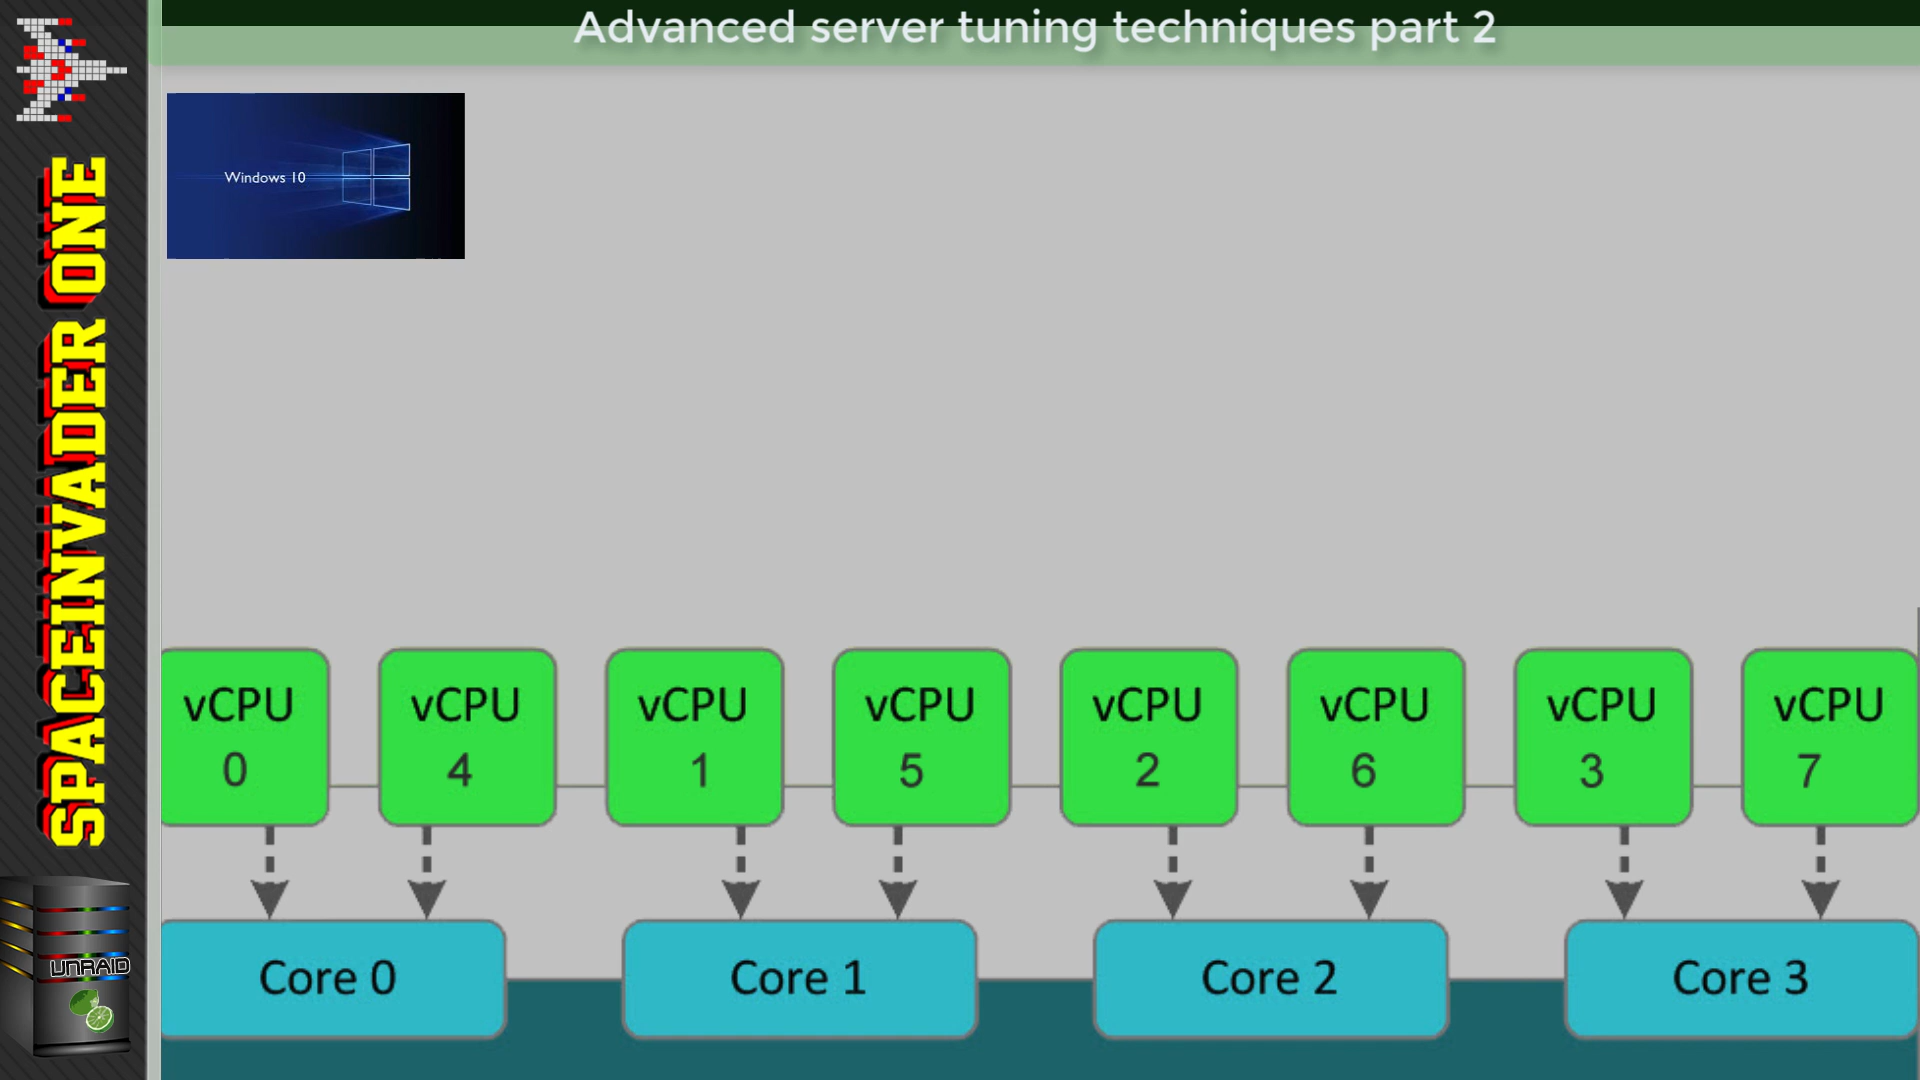 Advanced server tuning techniques part 2
SPACEINVADER ONE
Windows 10
vCPU
0
vCPU
4
vCPU
1
vCPU
5
vCPU
2
vCPU
6
vCPU
3
vCPU
7
Core 0
Core 1
Core 2
Core 3
UNRAID